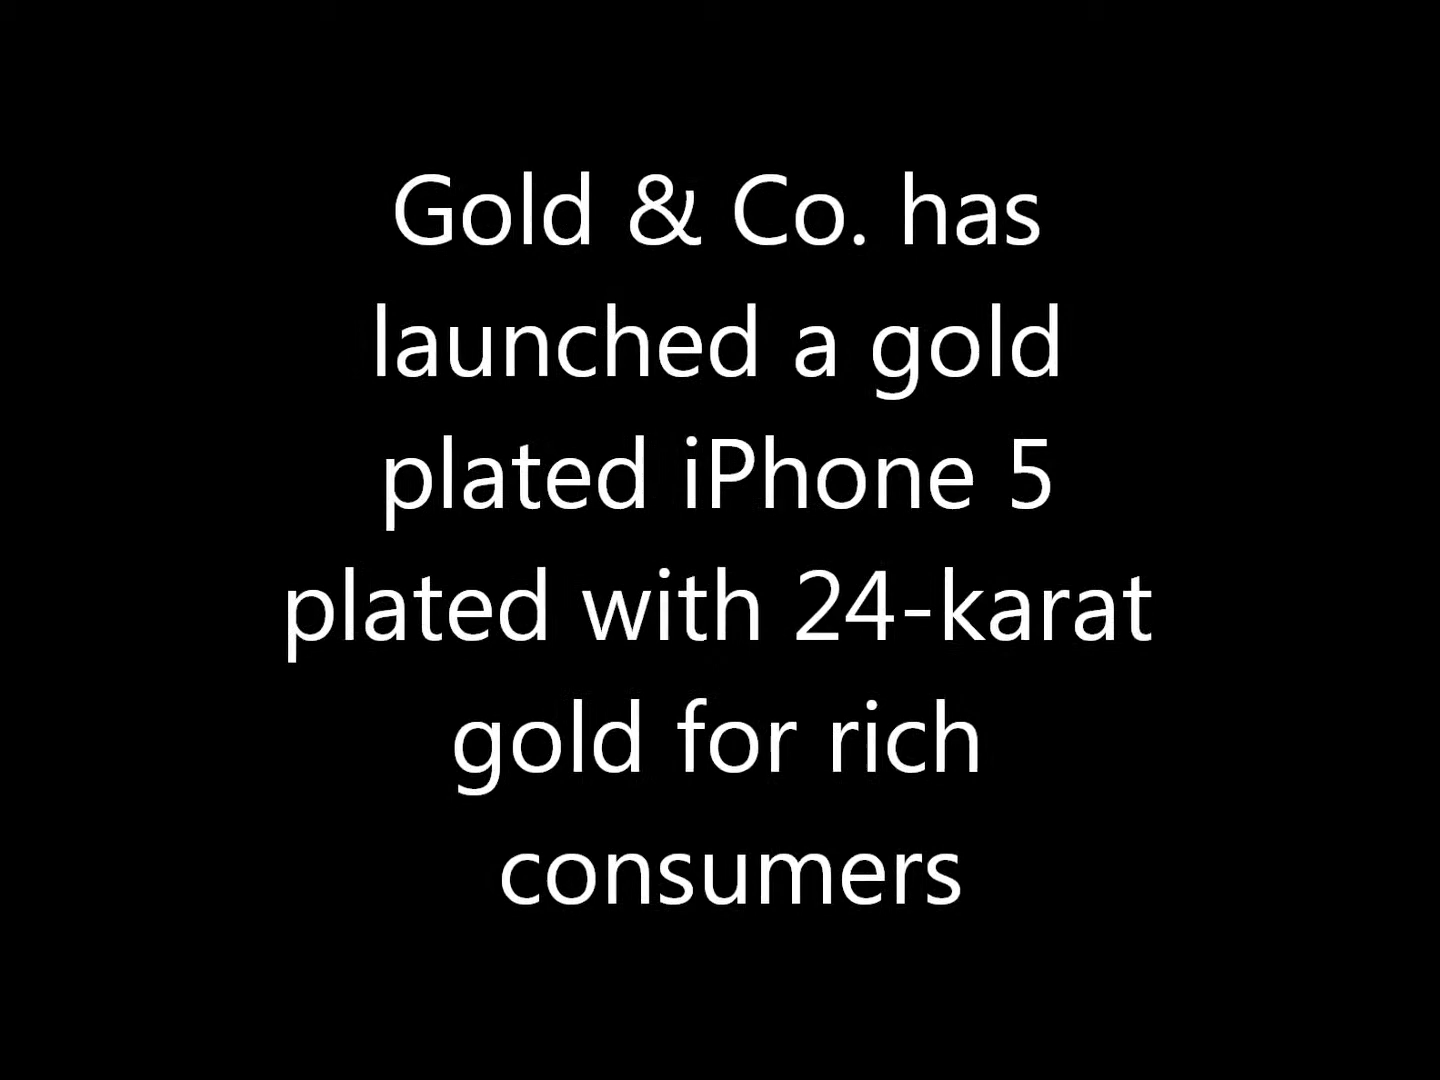 Gold & Co. has
launched a gold
plated iPhone 5
plated with 24-karat
gold for rich
consumers